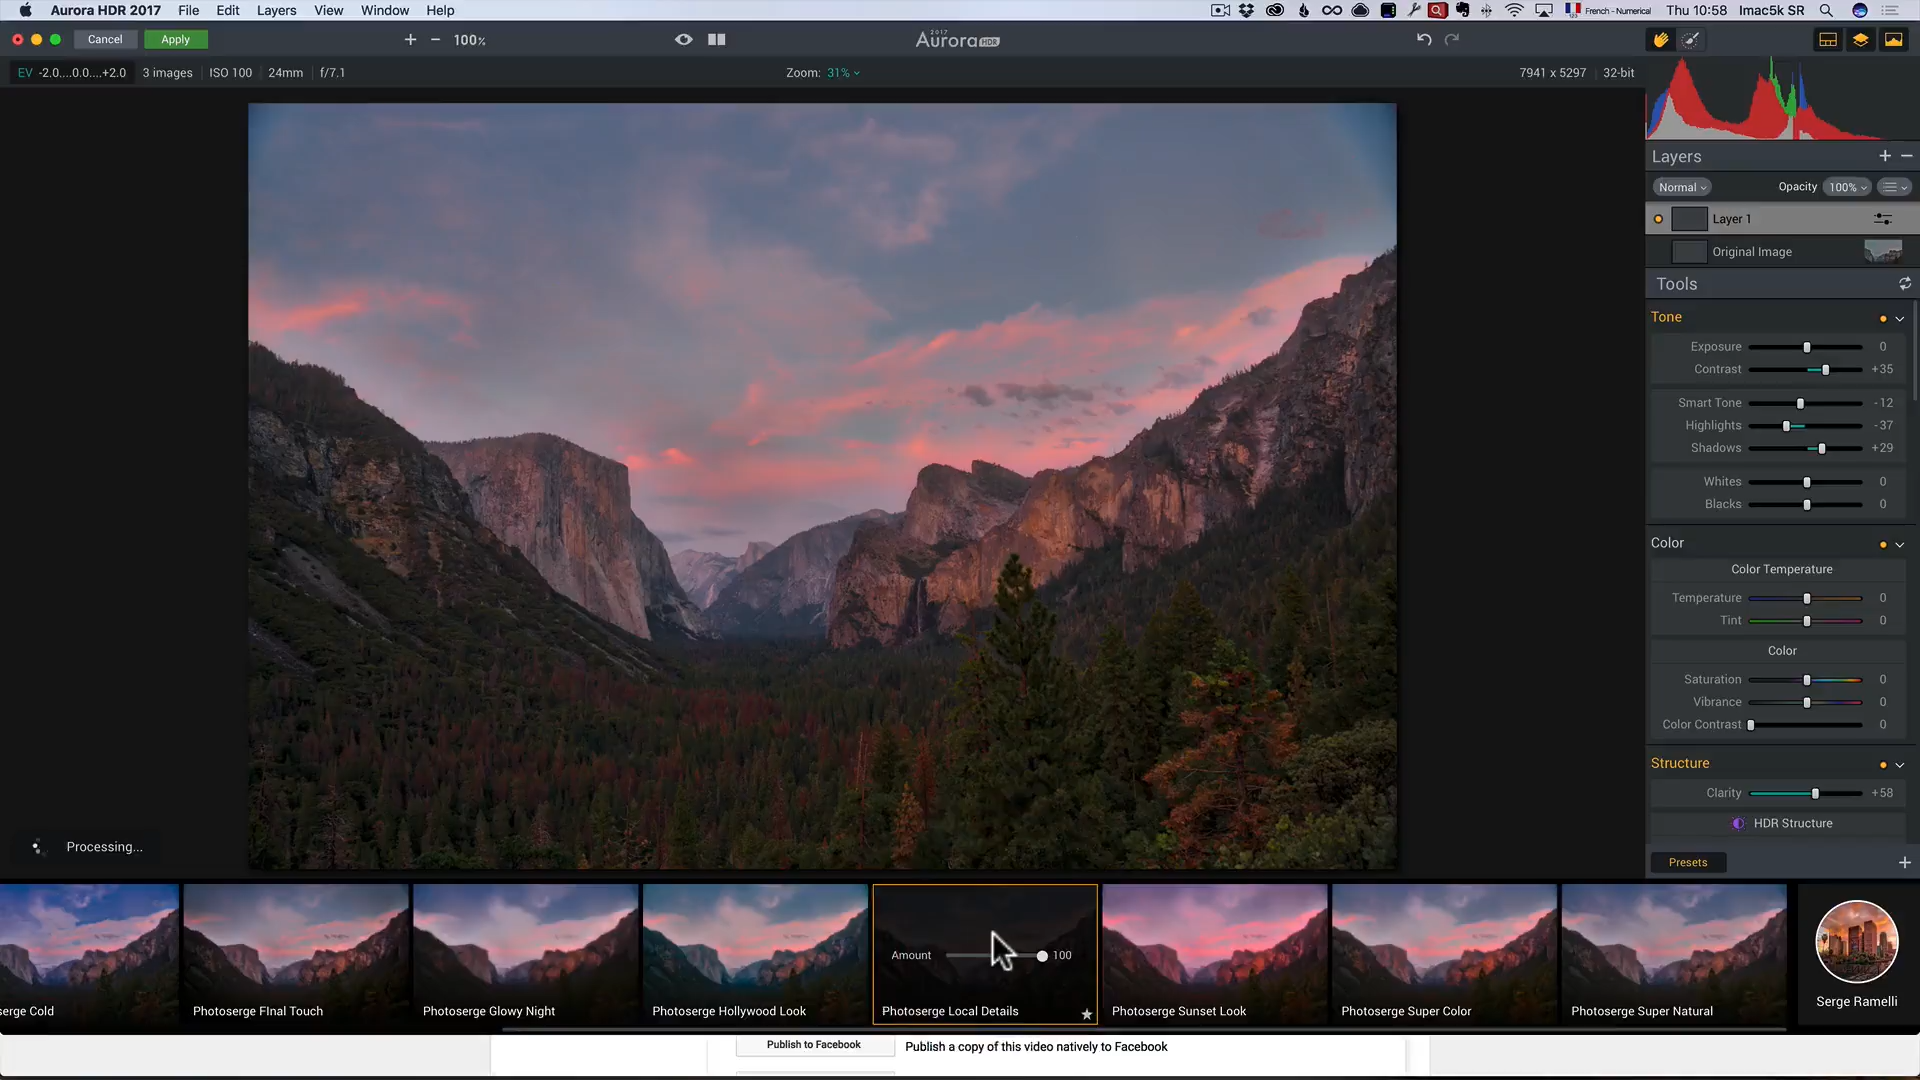 Aurora HDR 2017 File Edit Layers View Window Help
French - Numerical Thu 10:58 Imac5k SR
Cancel Apply
100%
2017
Aurora HDR
EV -2.0....0.0....+2.0 3 images ISO 100 24mm f/7.1
Zoom: 31%
7941 x 5297 32-bit
Layers
Normal Opacity 100%
Layer 1
Original Image
Tools
Tone
Exposure 0
Contrast +35
Smart Tone -12
Highlights -37
Shadows +29
Whites 0
Blacks 0
Color
Color Temperature
Temperature 0
Tint 0
Color
Saturation 0
Vibrance 0
Color Contrast 0
Structure
Clarity +58
HDR Structure
Presets
Processing...
Amount 100
erge Cold
Photoserge FInal Touch
Photoserge Glowy Night
Photoserge Hollywood Look
Photoserge Local Details
Photoserge Sunset Look
Photoserge Super Color
Photoserge Super Natural
Serge Ramelli
Publish to Facebook
Publish a copy of this video natively to Facebook